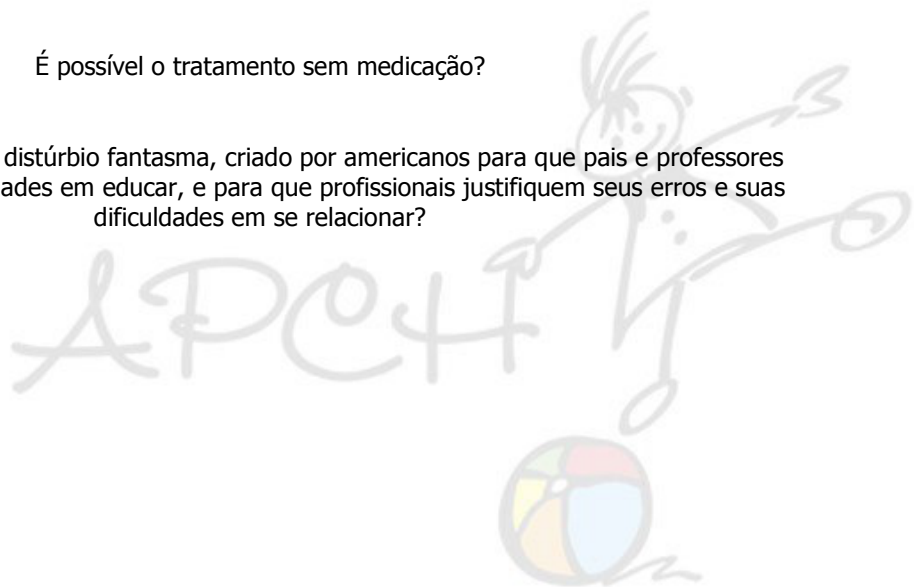 É possível o tratamento sem medicação?
distúrbio fantasma, criado por americanos para que pais e professores
ades em educar, e para que profissionais justifiquem seus erros e suas
dificuldades em se relacionar?
APCH